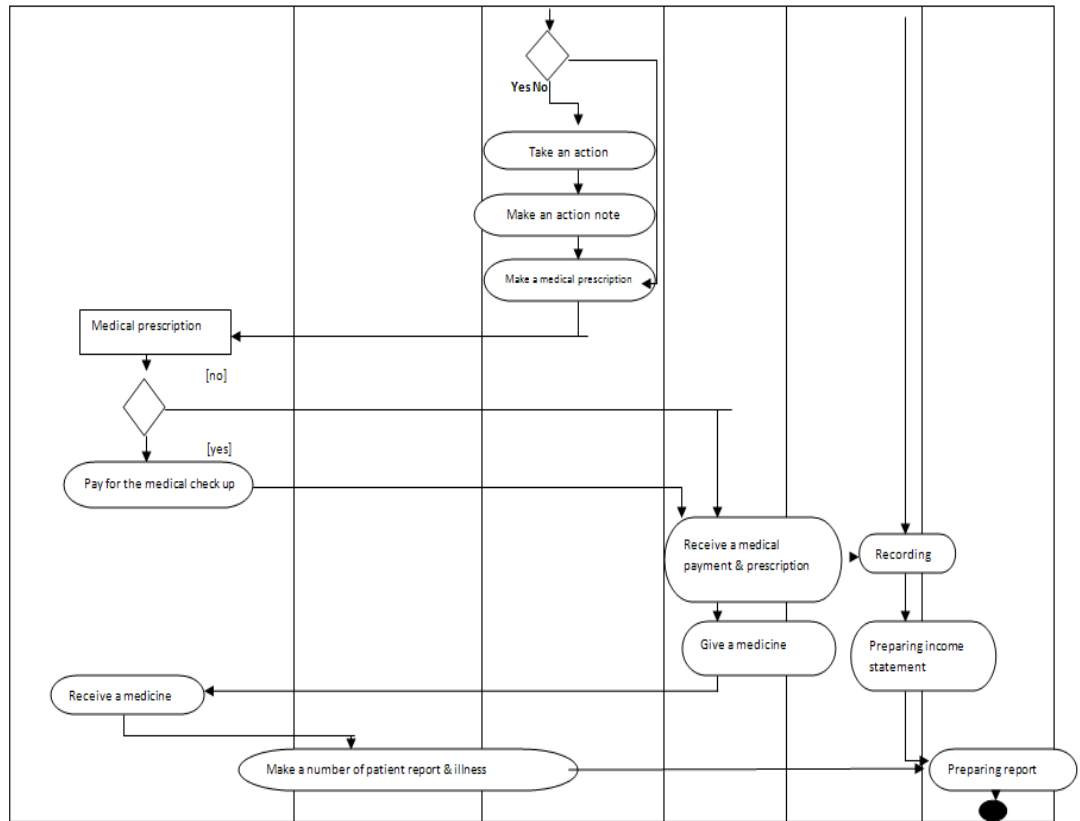 Yes No
Take an action
Make an action note
Make a medical prescription
Medical prescription
[no]
[yes]
Pay for the medical check up
Receive a medical
payment & prescription
Recording
Give a medicine
Preparing income
statement
Receive a medicine
Make a number of patient report & illness
Preparing report